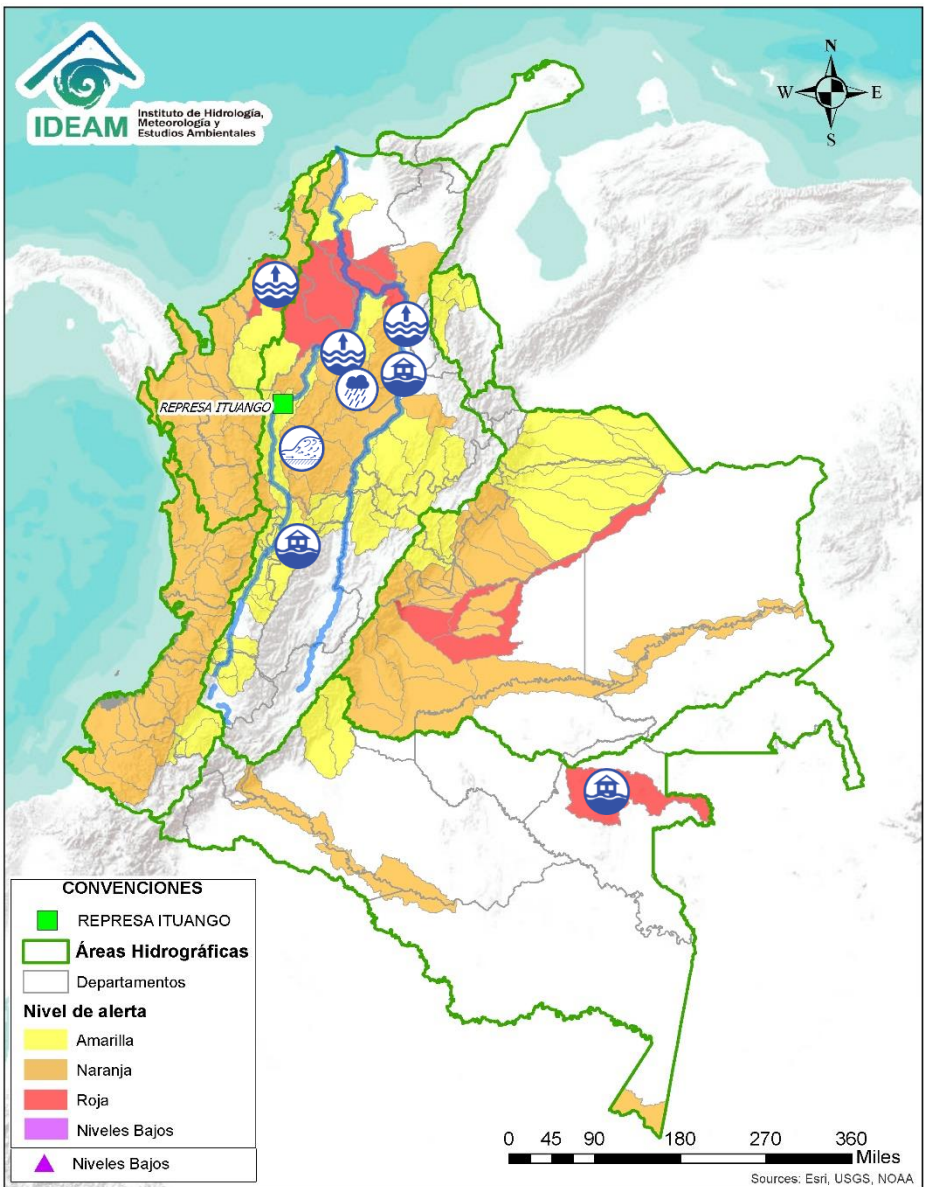 IDEAM
Instituto de Hidrología,
Meteorología y
Estudios Ambientales
N
W
E
S
REPRESA ITUANGO
CONVENCIONES
REPRESA ITUANGO
Áreas Hidrográficas
Departamentos
Nivel de alerta
Amarilla
Naranja
Roja
Niveles Bajos
Niveles Bajos
0 45 90 180 270 360
Miles
Sources: Esri, USGS, NOAA